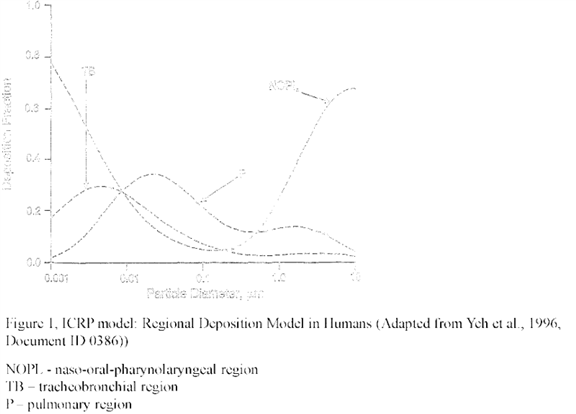 1.0
0.8
TB
NOPL
0.6
Deposition Fraction
0.4
P
0.2
0.0
0.001 0.01 0.1 1.0 10
Particle Diameter, μm
Figure 1, ICRP model: Regional Deposition Model in Humans (Adapted from Yeh et al., 1996,
Document ID 0386))
NOPL - naso-oral-pharynolaryngeal region
TB – tracheobronchial region
P – pulmonary region